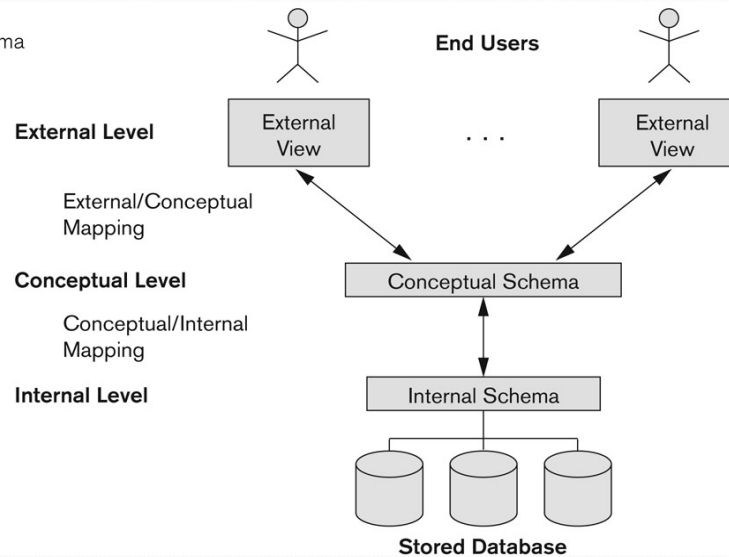 End Users
External Level
External
View
. . .
External
View
External/Conceptual
Mapping
Conceptual Level
Conceptual Schema
Conceptual/Internal
Mapping
Internal Level
Internal Schema
Stored Database